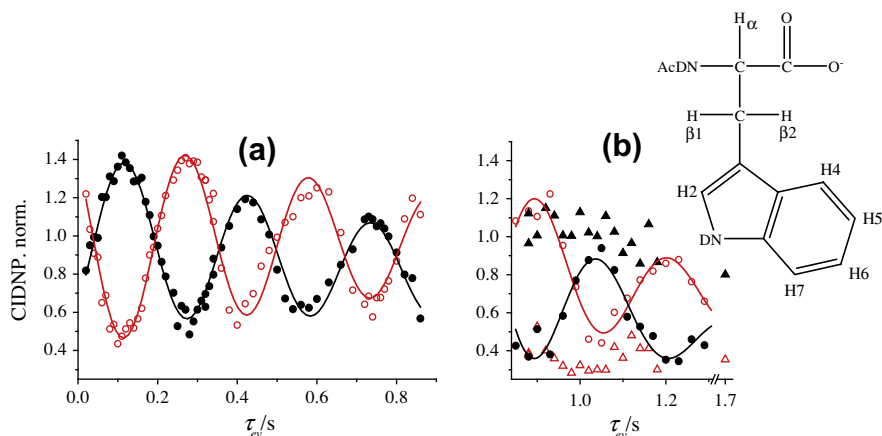 (a)
CIDNP. norm.
1.4
1.2
1.0
0.8
0.6
0.4
0.0 0.2 0.4 0.6 0.8
τev/s
(b)
1.4
1.2
1.0
0.8
0.6
0.4
1.0 1.2 1.7
τev/s
Hα O
AcDN C C O-
H C H
β1 β2
H2 H4
DN H5
H7 H6